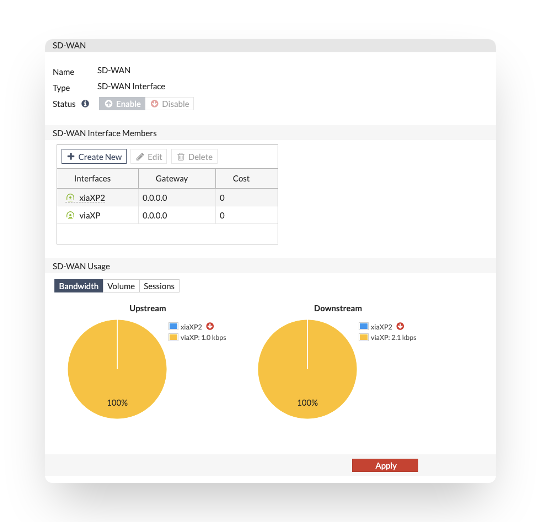 SD-WAN
Name SD-WAN
Type SD-WAN Interface
Status Enable Disable
SD-WAN Interface Members
Create New Edit Delete
Interfaces Gateway Cost
xiaXP2 0.0.0.0 0
viaXP 0.0.0.0 0
SD-WAN Usage
Bandwidth Volume Sessions
Upstream Downstream
xiaXP2 xiaXP2
viaXP: 1.0 kbps viaXP: 2.1 kbps
100% 100%
Apply